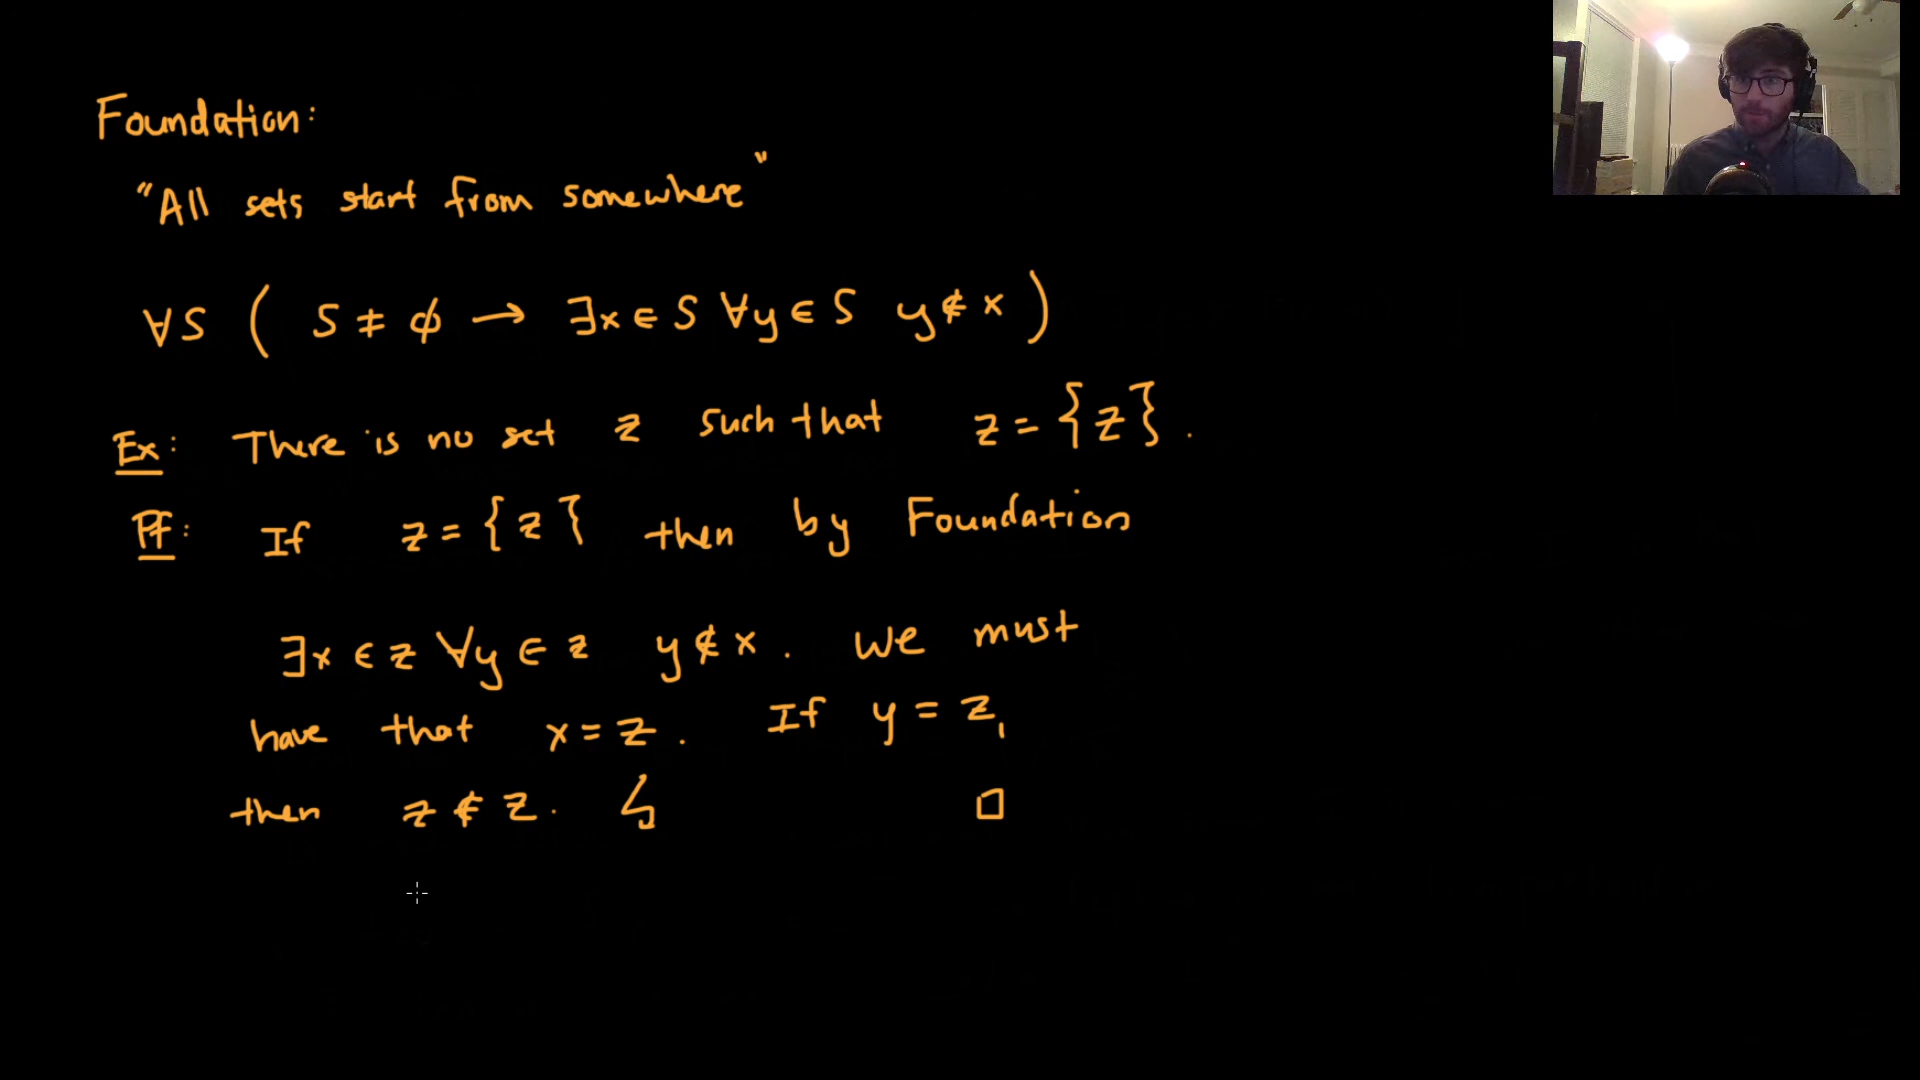 Foundation:
"All sets start from somewhere"
∀S ( S ≠ ϕ → ∃x ∈ S ∀y ∈ S y ∉ x )
Ex: There is no set z such that z = {z}.
Pf: If z = {z} then by Foundation
∃x ∈ z ∀y ∈ z y ∉ x. We must
have that x = z. If y = z,
then z ∉ z. ↯ □